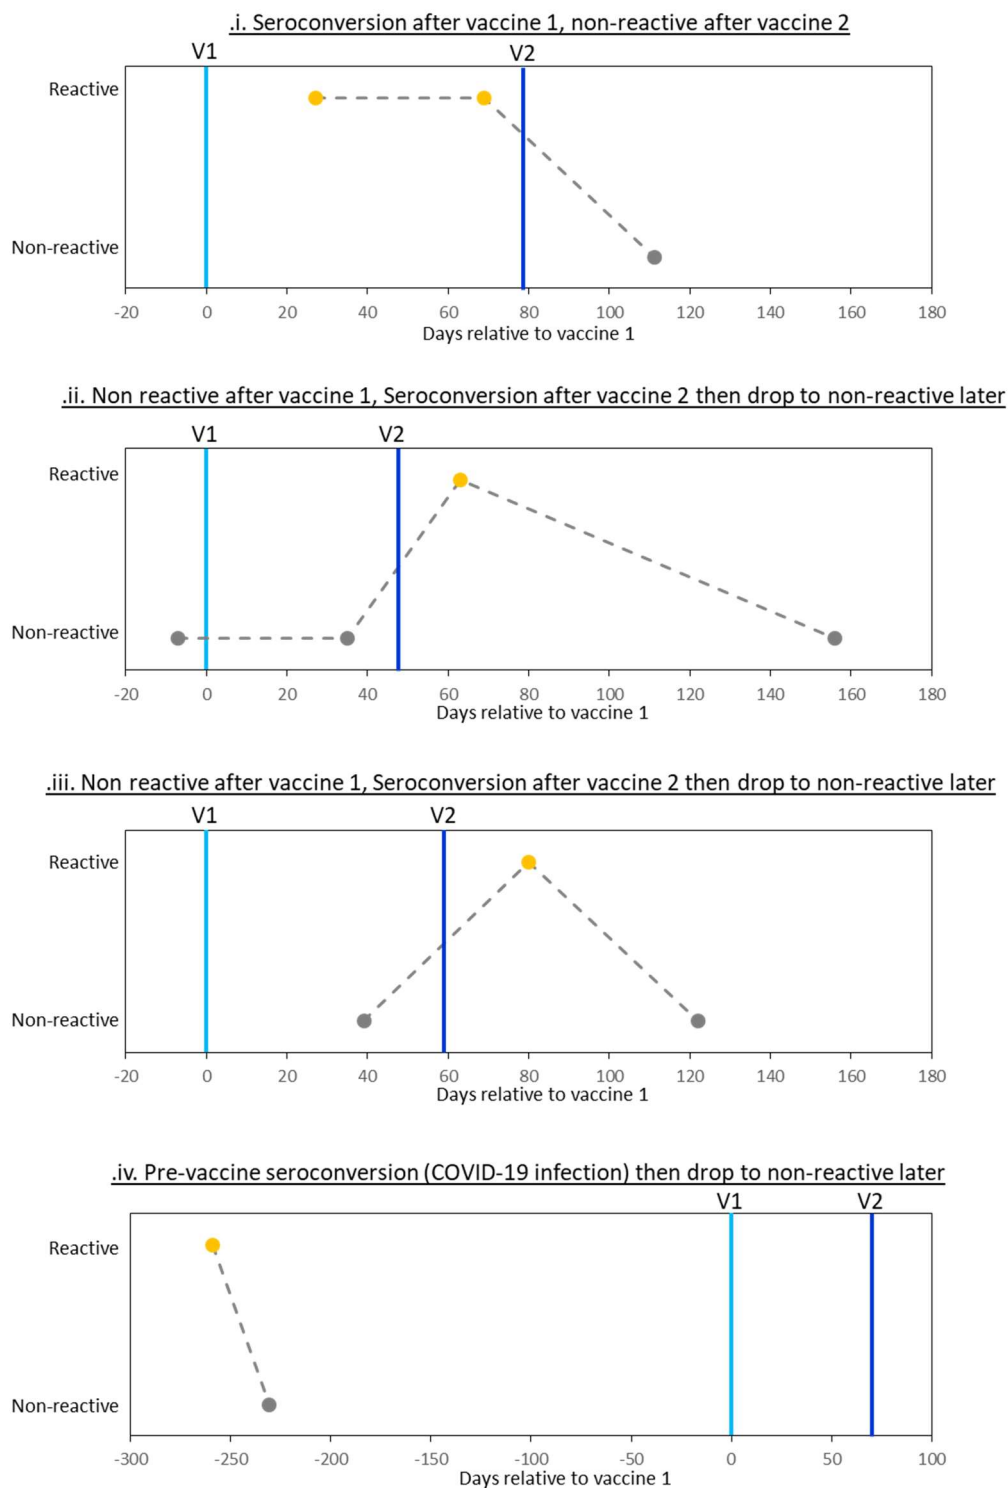 .i. Seroconversion after vaccine 1, non-reactive after vaccine 2
V1 V2
Reactive
Non-reactive
-20 0 20 40 60 80 100 120 140 160 180
Days relative to vaccine 1
.ii. Non reactive after vaccine 1, Seroconversion after vaccine 2 then drop to non-reactive later
V1 V2
Reactive
Non-reactive
-20 0 20 40 60 80 100 120 140 160 180
Days relative to vaccine 1
.iii. Non reactive after vaccine 1, Seroconversion after vaccine 2 then drop to non-reactive later
V1 V2
Reactive
Non-reactive
-20 0 20 40 60 80 100 120 140 160 180
Days relative to vaccine 1
.iv. Pre-vaccine seroconversion (COVID-19 infection) then drop to non-reactive later
V1 V2
Reactive
Non-reactive
-300 -250 -200 -150 -100 -50 0 50 100
Days relative to vaccine 1